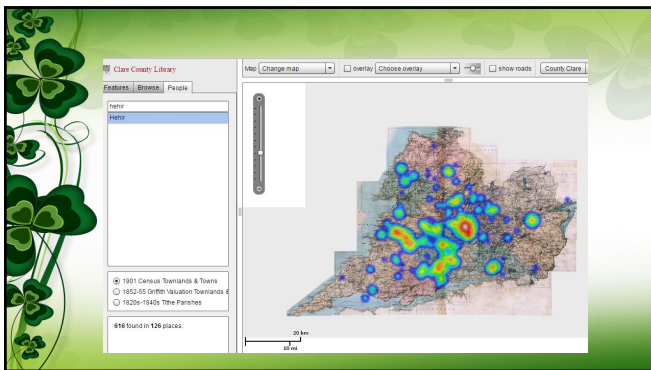 Clare County Library
Map Change map overlay Choose overlay show roads County Clare
Features Browse People
hehir
Hehir
1901 Census Townlands & Towns
1852-55 Griffith Valuation Townlands &
1820s-1840s Tithe Parishes
616 found in 126 places.
20 km
10 mi